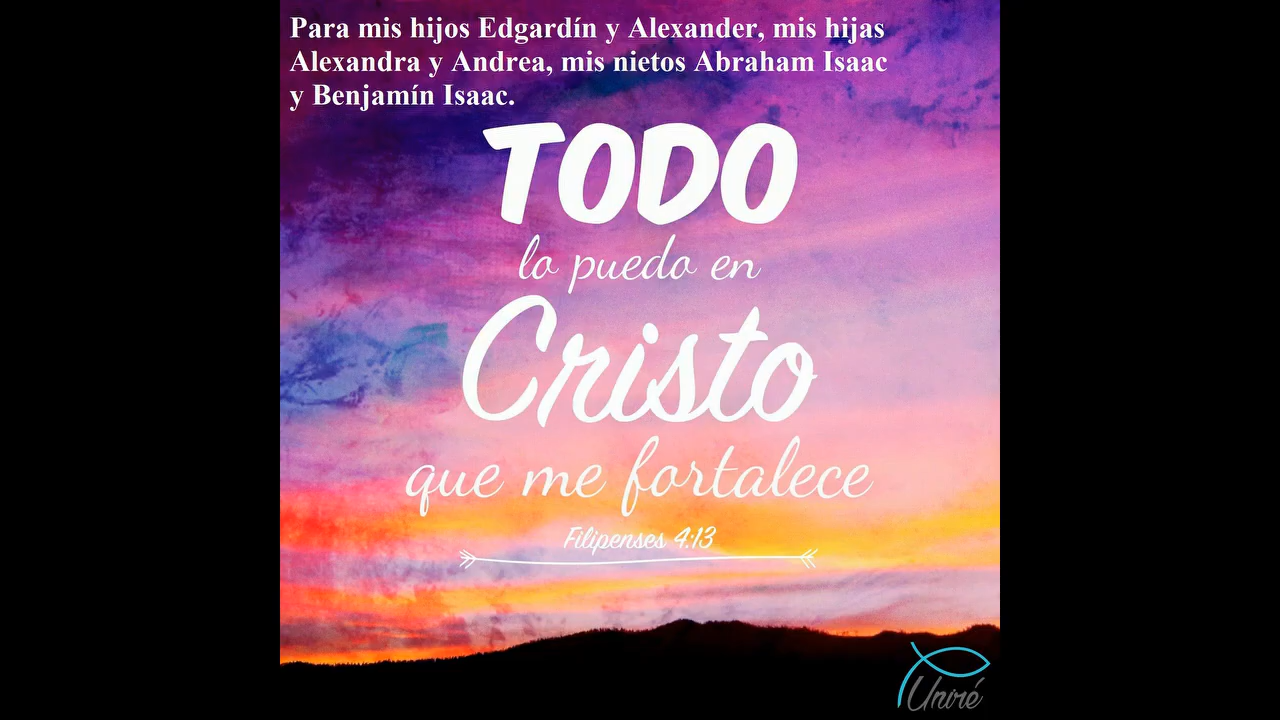 Para mis hijos Edgardín y Alexander, mis hijas
Alexandra y Andrea, mis nietos Abraham Isaac
y Benjamín Isaac.
TODO
lo puedo en
Cristo
que me fortalece
Filipenses 4:13
Uniré